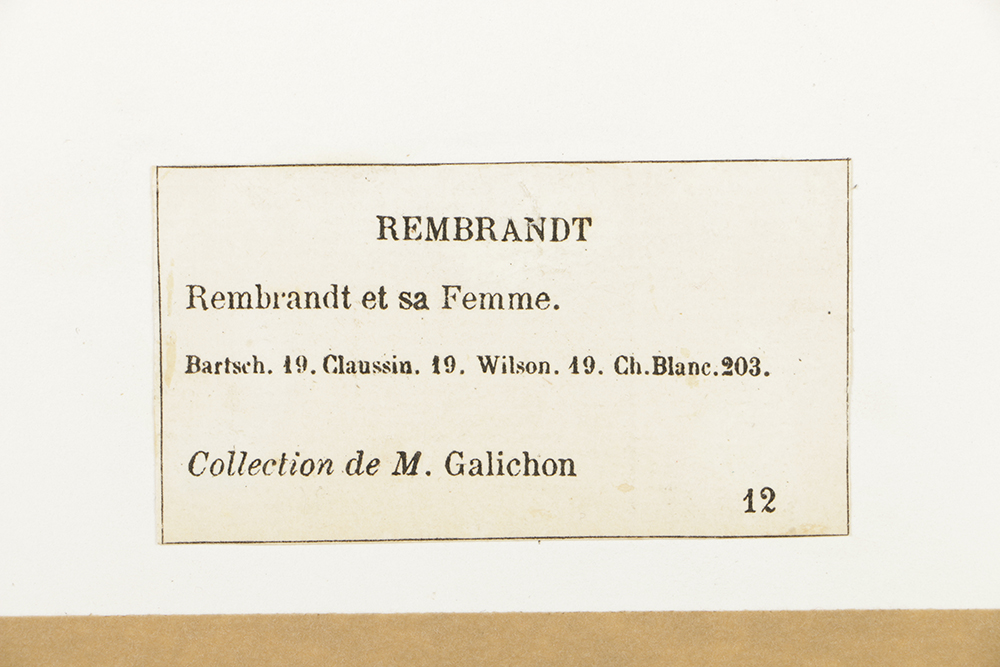 REMBRANDT
Rembrandt et sa Femme.
Bartsch. 19. Claussin. 19. Wilson. 19. Ch. Blanc. 203.
Collection de M. Galichon
12